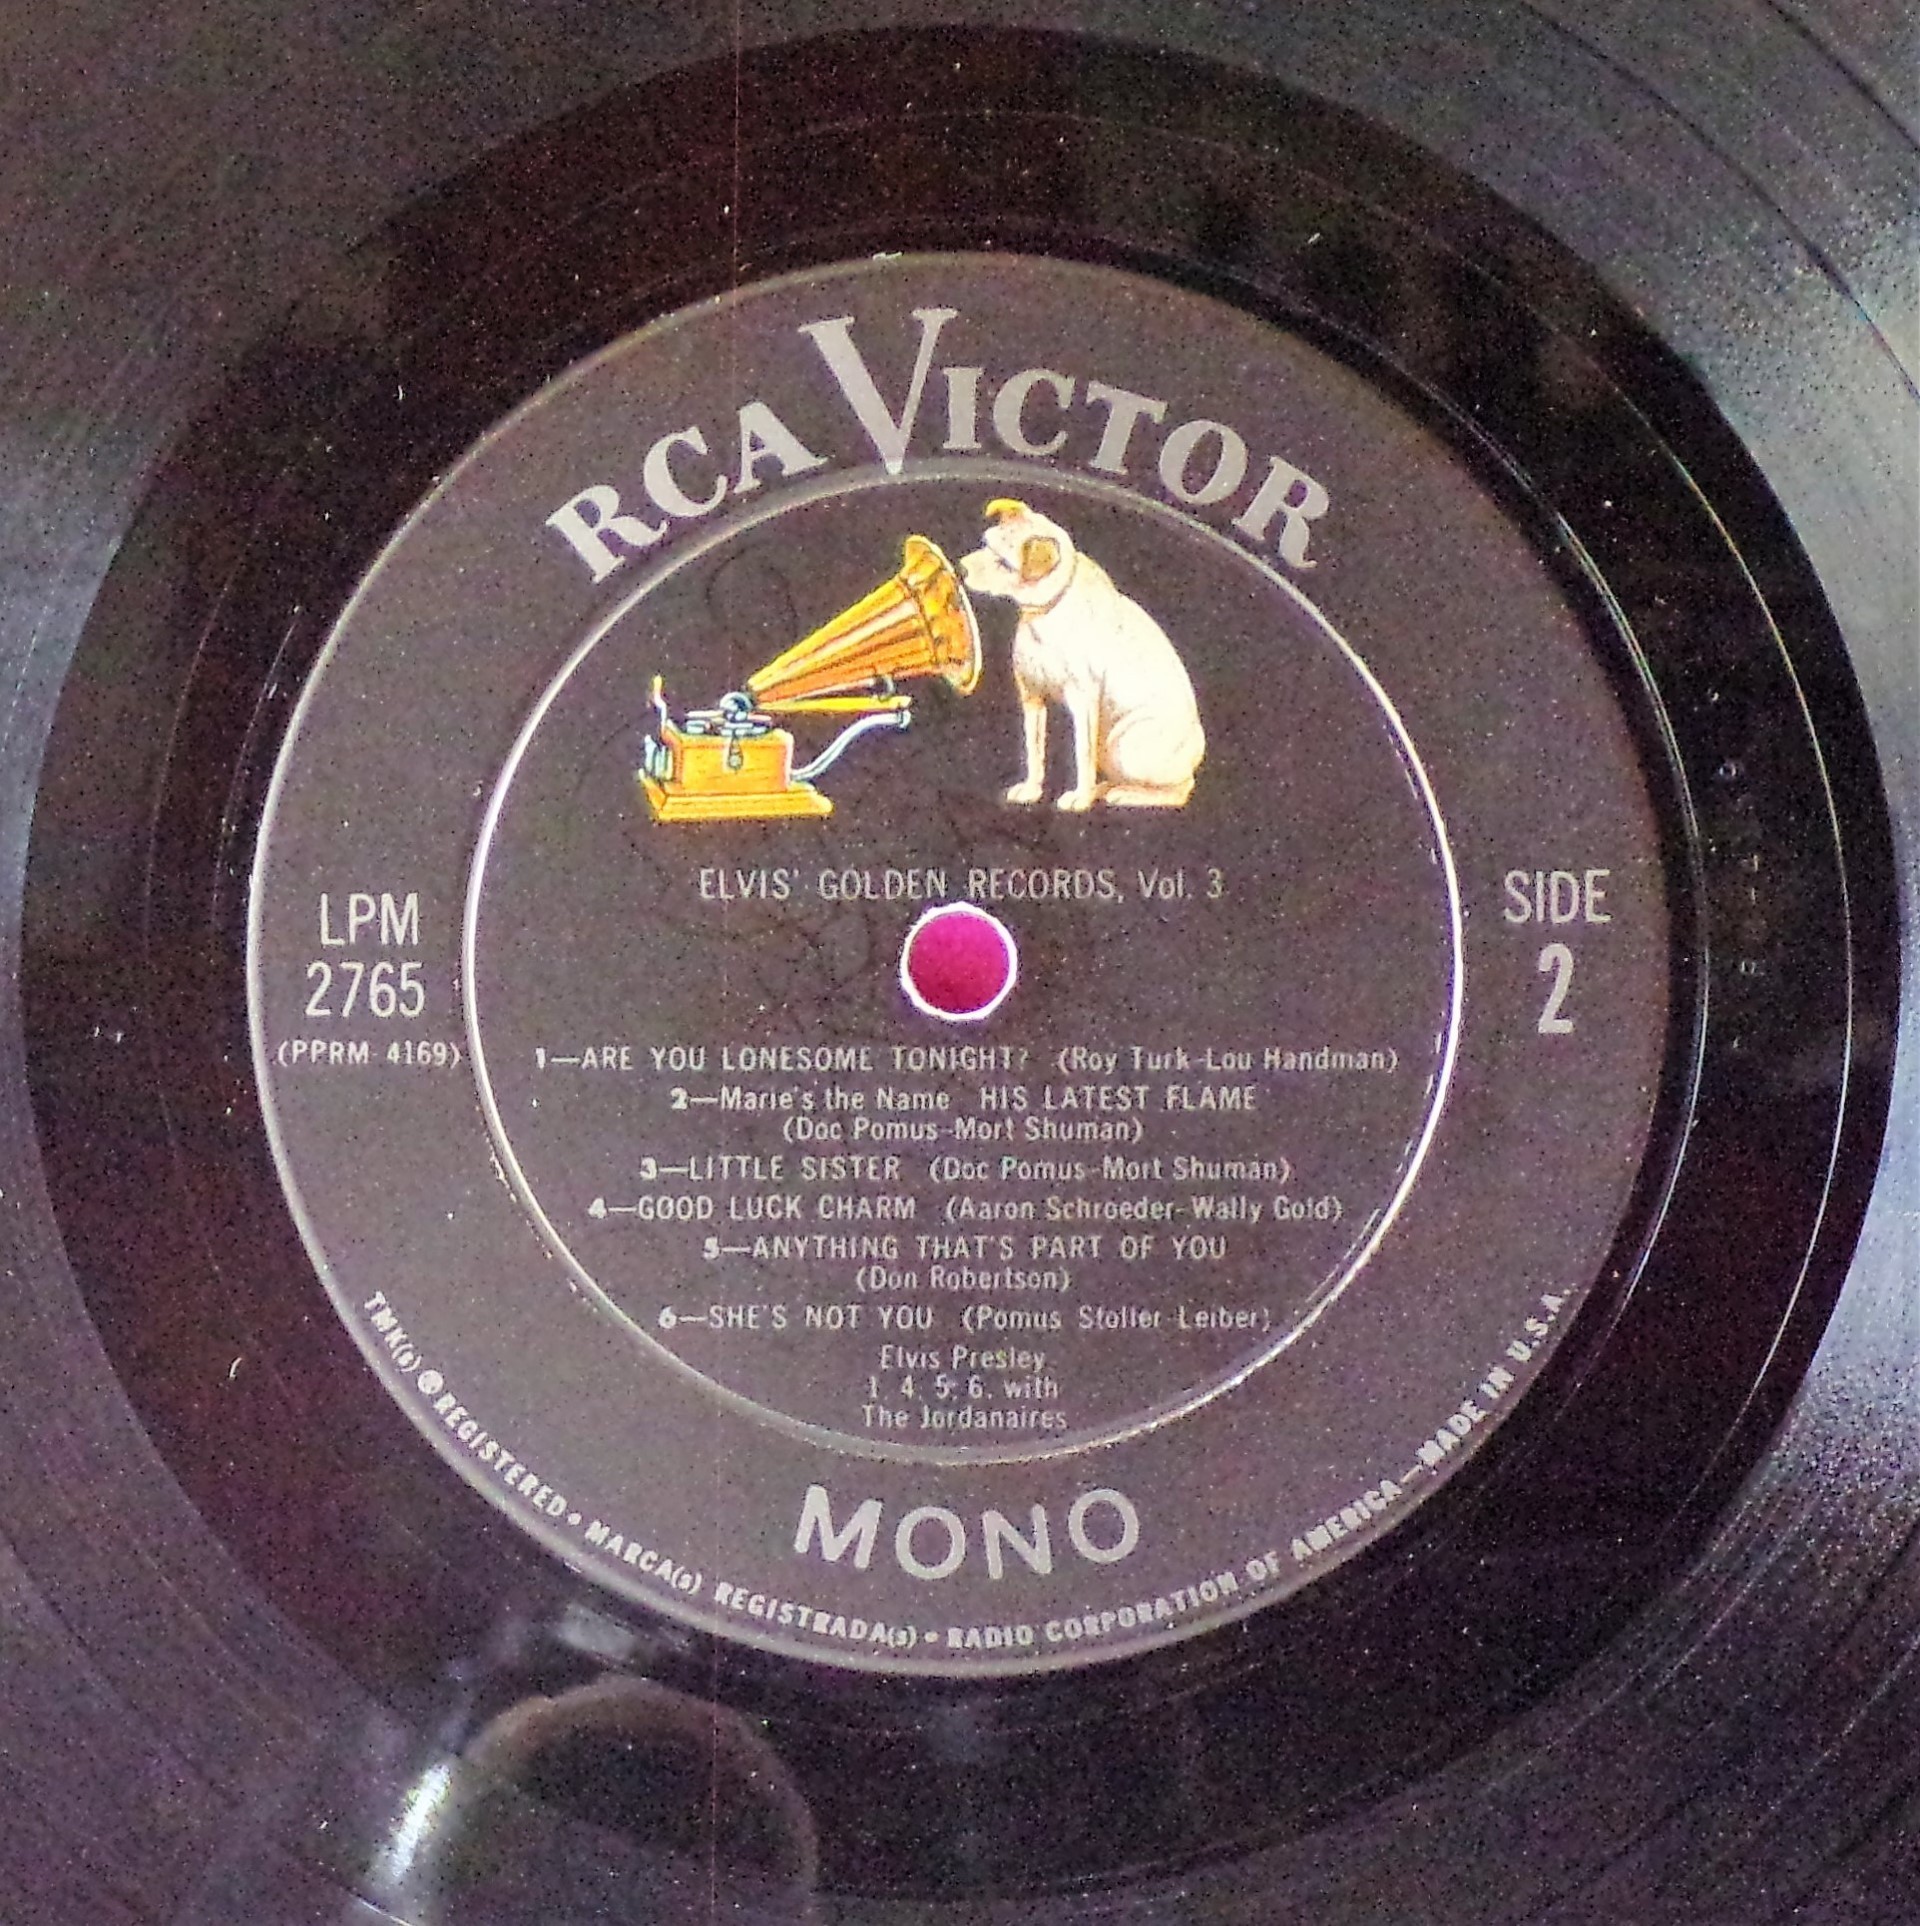 RCA VICTOR
ELVIS' GOLDEN RECORDS, Vol. 3
LPM
2765
(PPRM-4169)
SIDE
2
1—ARE YOU LONESOME TONIGHT? (Roy Turk-Lou Handman)
2—Marie's the Name HIS LATEST FLAME
(Doc Pomus-Mort Shuman)
3—LITTLE SISTER (Doc Pomus-Mort Shuman)
4—GOOD LUCK CHARM (Aaron Schroeder-Wally Gold)
5—ANYTHING THAT'S PART OF YOU
(Don Robertson)
6—SHE'S NOT YOU (Pomus-Stoller-Leiber)
Elvis Presley
1, 4, 5, 6, with
The Jordanaires
MONO
TMK(s) ® REGISTERED • MARCA(s) REGISTRADA(s) • RADIO CORPORATION OF AMERICA—MADE IN U.S.A.